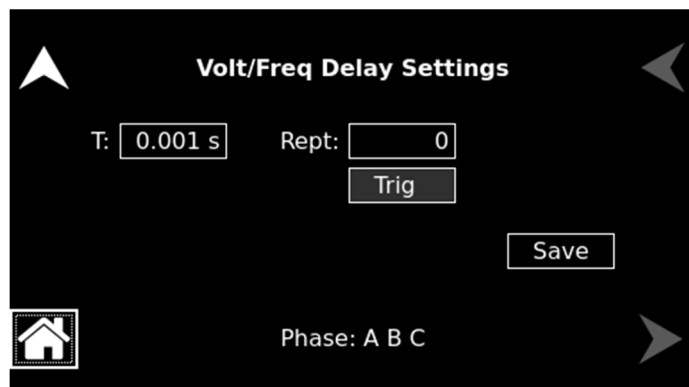 Volt/Freq Delay Settings
T: 0.001 s Rept: 0
Trig
Save
Phase: A B C